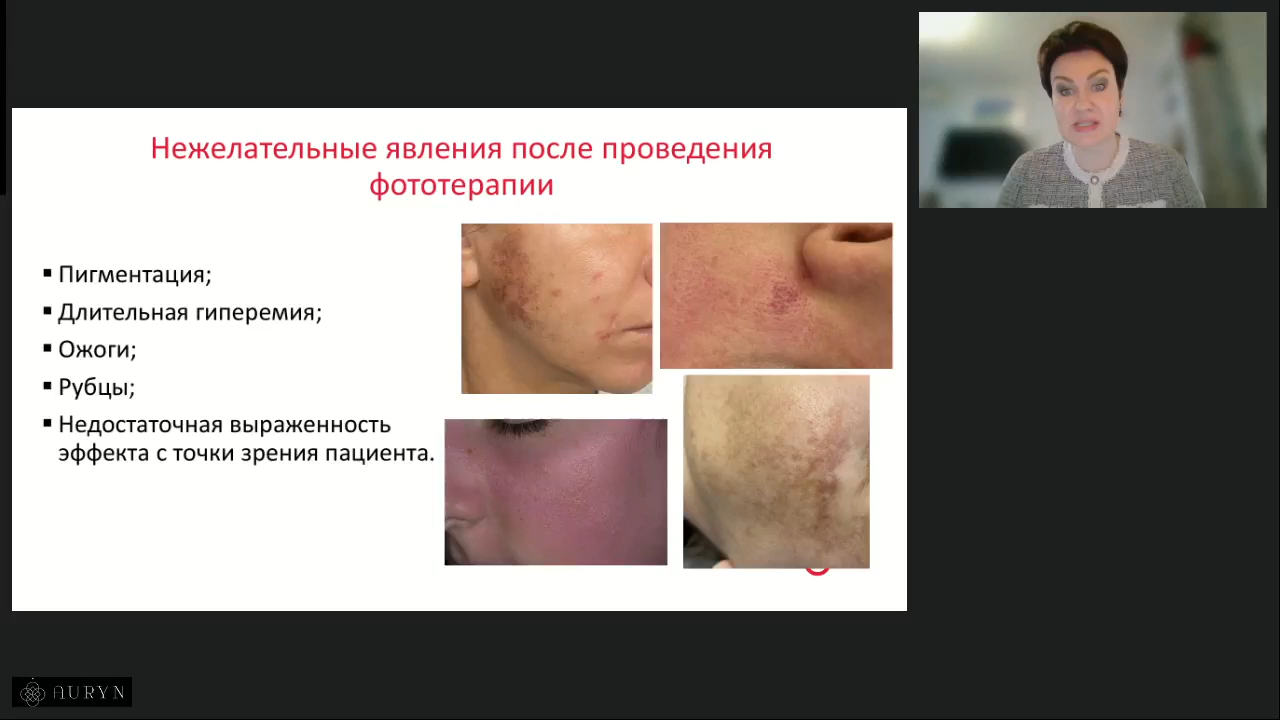 Нежелательные явления после проведения
фототерапии
▪ Пигментация;
▪ Длительная гиперемия;
▪ Ожоги;
▪ Рубцы;
▪ Недостаточная выраженность
эффекта с точки зрения пациента.
AURYN